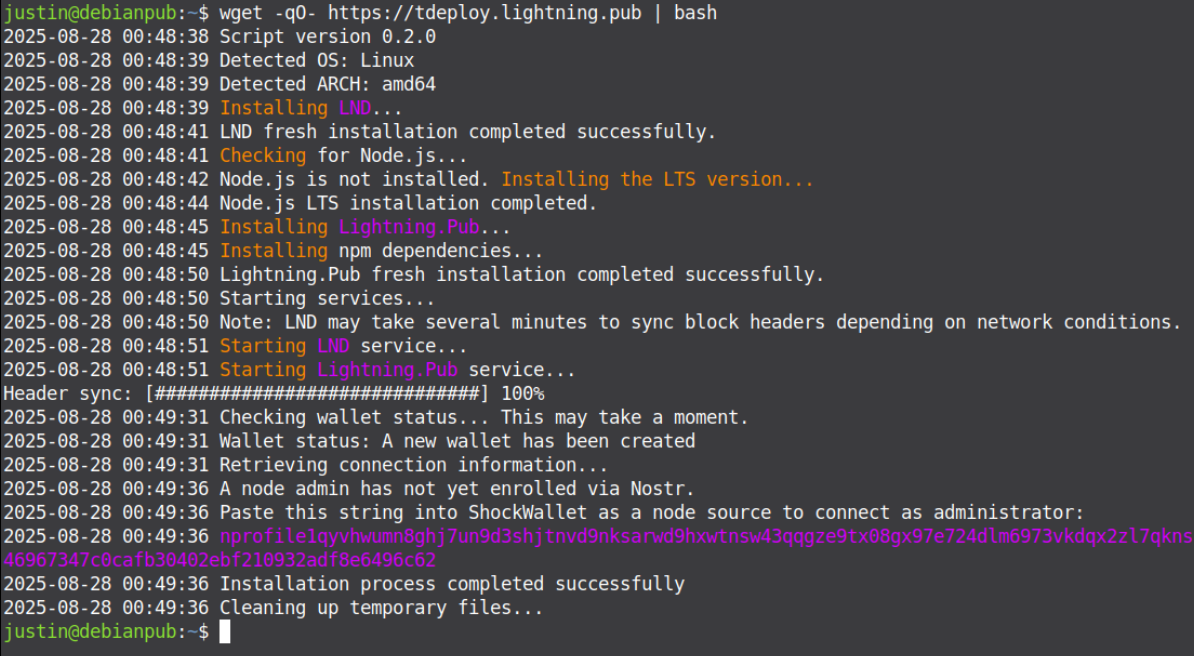 justin@debianpub:~$ wget -qO- https://tdeploy.lightning.pub | bash
2025-08-28 00:48:38 Script version 0.2.0
2025-08-28 00:48:39 Detected OS: Linux
2025-08-28 00:48:39 Detected ARCH: amd64
2025-08-28 00:48:39 Installing LND...
2025-08-28 00:48:41 LND fresh installation completed successfully.
2025-08-28 00:48:41 Checking for Node.js...
2025-08-28 00:48:42 Node.js is not installed. Installing the LTS version...
2025-08-28 00:48:44 Node.js LTS installation completed.
2025-08-28 00:48:45 Installing Lightning.Pub...
2025-08-28 00:48:45 Installing npm dependencies...
2025-08-28 00:48:50 Lightning.Pub fresh installation completed successfully.
2025-08-28 00:48:50 Starting services...
2025-08-28 00:48:50 Note: LND may take several minutes to sync block headers depending on network conditions.
2025-08-28 00:48:51 Starting LND service...
2025-08-28 00:48:51 Starting Lightning.Pub service...
Header sync: [##############################] 100%
2025-08-28 00:49:31 Checking wallet status... This may take a moment.
2025-08-28 00:49:31 Wallet status: A new wallet has been created
2025-08-28 00:49:31 Retrieving connection information...
2025-08-28 00:49:36 A node admin has not yet enrolled via Nostr.
2025-08-28 00:49:36 Paste this string into ShockWallet as a node source to connect as administrator:
2025-08-28 00:49:36 nprofile1qyvhwumn8ghj7un9d3shjtnvd9nksarwd9hxwtnsw43qqgze9tx08gx97e724dlm6973vkdqx2zl7qkns
46967347c0cafb30402ebf210932adf8e6496c62
2025-08-28 00:49:36 Installation process completed successfully
2025-08-28 00:49:36 Cleaning up temporary files...
justin@debianpub:~$